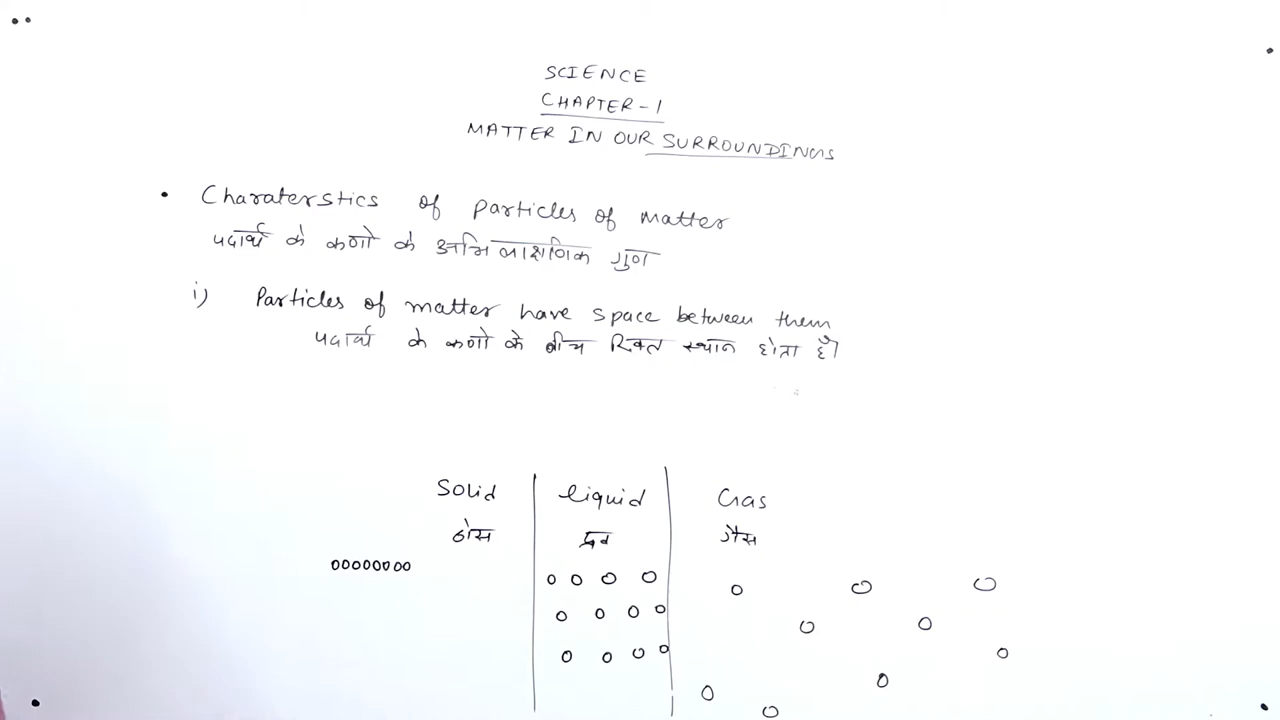 SCIENCE
CHAPTER-1
MATTER IN OUR SURROUNDINGS
• Charaterstics of particles of matter
पदार्थ के कणो के अभिलाक्षणिक गुण
i) Particles of matter have space between them
पदार्थ के कणो के बीच रिक्त स्थान होता है
Solid liquid Gas
ठोस द्रव गैस